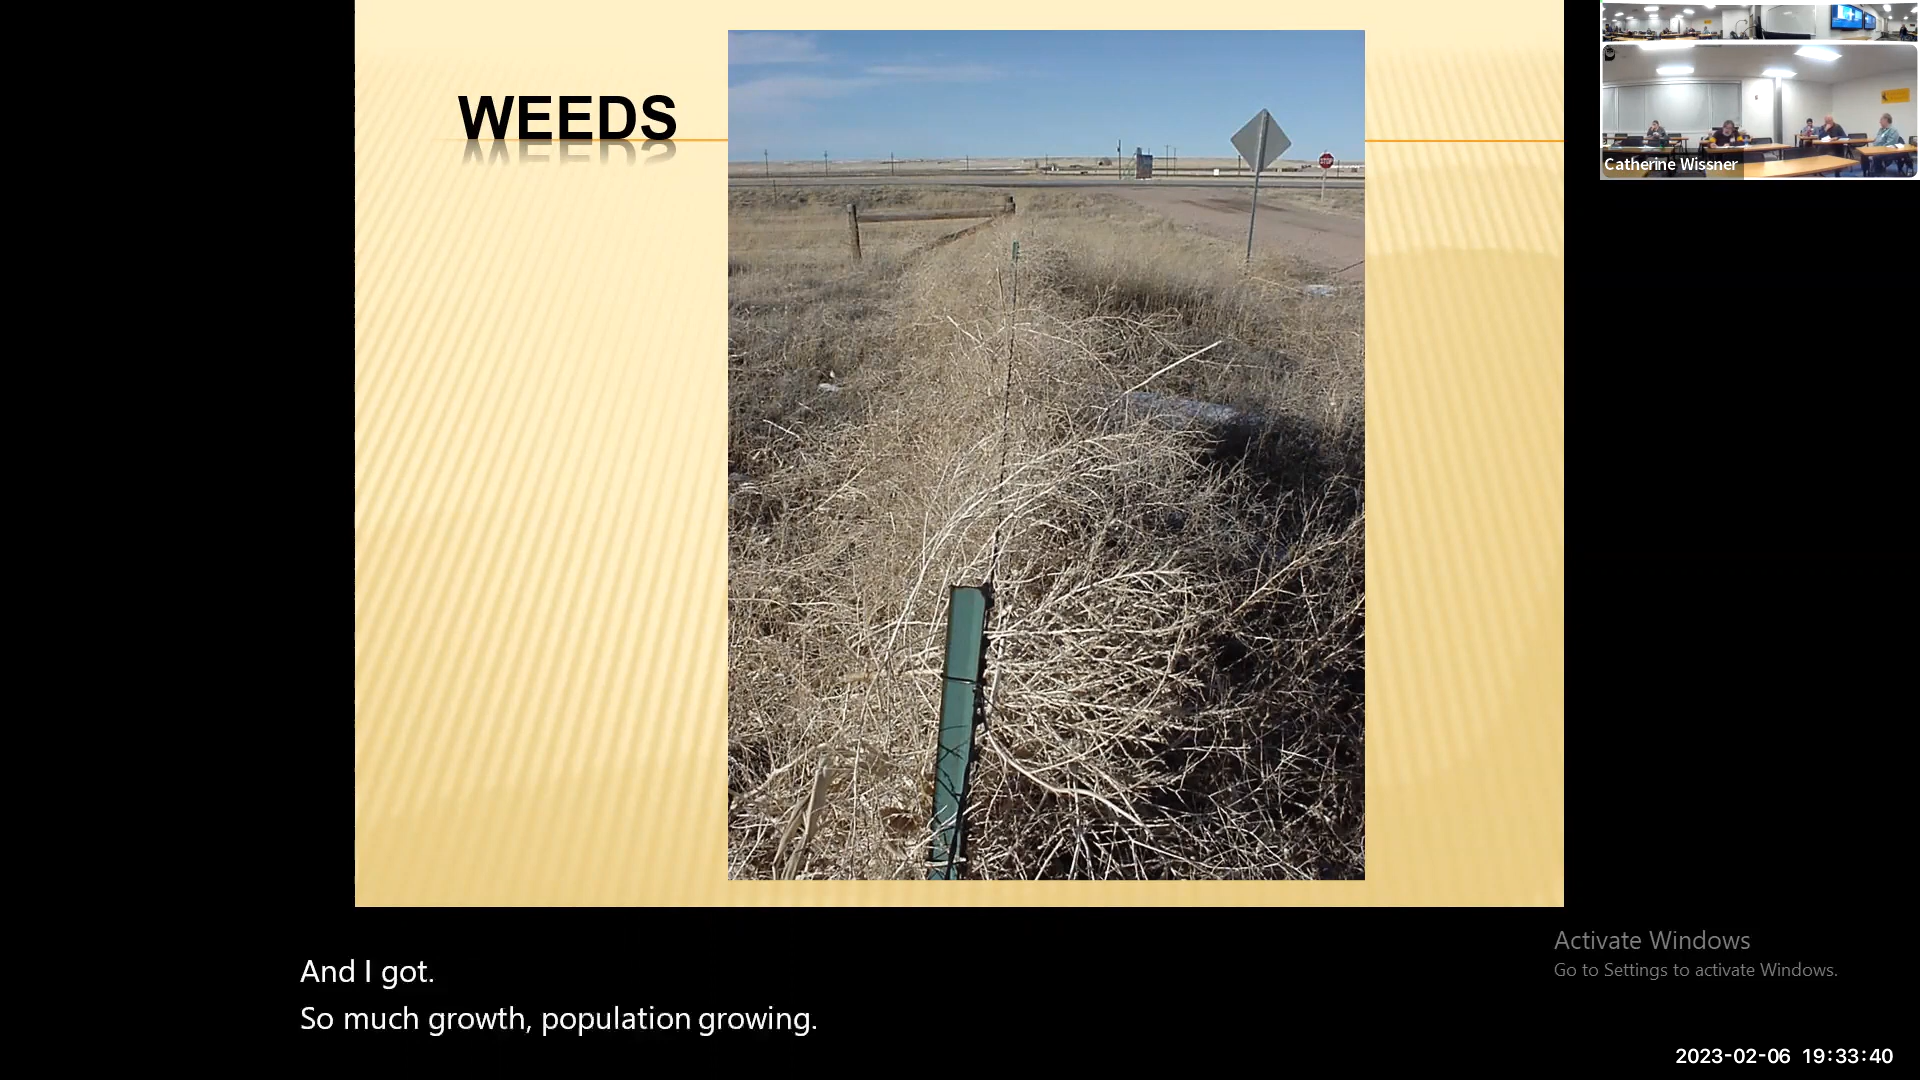 WEEDS
STOP
Catherine Wissner
And I got.
So much growth, population growing.
Activate Windows
Go to Settings to activate Windows.
2023-02-06 19:33:40